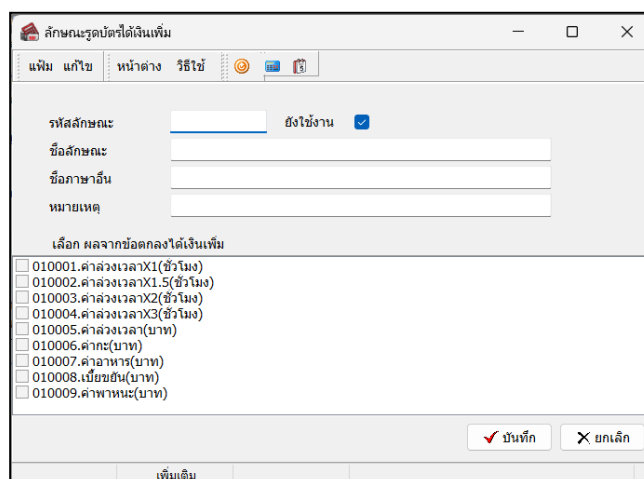 ลักษณะรูดบัตรได้เงินเพิ่ม
แฟ้ม แก้ไข หน้าต่าง วิธีใช้
รหัสลักษณะ ยังใช้งาน
ชื่อลักษณะ
ชื่อภาษาอื่น
หมายเหตุ
เลือก ผลจากข้อตกลงได้เงินเพิ่ม
010001.ค่าล่วงเวลาX1(ชั่วโมง)
010002.ค่าล่วงเวลาX1.5(ชั่วโมง)
010003.ค่าล่วงเวลาX2(ชั่วโมง)
010004.ค่าล่วงเวลาX3(ชั่วโมง)
010005.ค่าล่วงเวลา(บาท)
010006.ค่ากะ(บาท)
010007.ค่าอาหาร(บาท)
010008.เบี้ยขยัน(บาท)
010009.ค่าพาหนะ(บาท)
บันทึก ยกเลิก
เพิ่มเติม